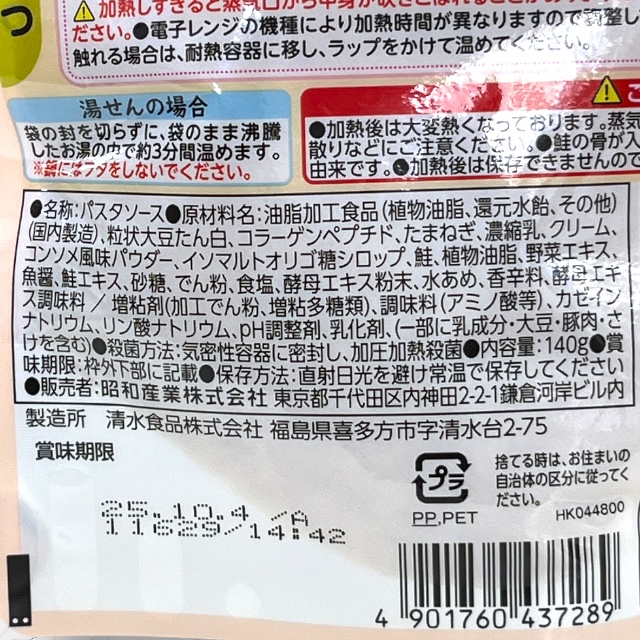 つ
⚠加熱しすぎると蒸気口から中身が吹きこぼれることがあ
ださい。●電子レンジの機種により加熱時間が異なりますので調整し
触れる場合は、耐熱容器に移し、ラップをかけて温めてください。
湯せんの場合
袋の封を切らずに、袋のまま沸騰
したお湯の中で約3分間温めます。
※鍋にはフタをしないでください。
●加熱後は大変熱くなっております。蒸気
散りなどにご注意ください。●鮭の骨が入
由来です。●加熱後は保存できませんので
●名称:パスタソース●原材料名:油脂加工食品(植物油脂、還元水飴、その他)
(国内製造)、粒状大豆たん白、コラーゲンペプチド、たまねぎ、濃縮乳、クリーム、
コンソメ風味パウダー、イソマルトオリゴ糖シロップ、鮭、植物油脂、野菜エキス、
魚醤、鮭エキス、砂糖、でん粉、食塩、酵母エキス粉末、水あめ、香辛料、酵母エキ
ス調味料/増粘剤(加工でん粉、増粘多糖類)、調味料(アミノ酸等)、カゼイン
ナトリウム、リン酸ナトリウム、pH調整剤、乳化剤、(一部に乳成分・大豆・豚肉・さ
けを含む)●殺菌方法:気密性容器に密封し、加圧加熱殺菌●内容量:140g●賞
味期限:枠外下部に記載●保存方法:直射日光を避け常温で保存してください
●販売者:昭和産業株式会社 東京都千代田区内神田2-2-1鎌倉河岸ビル内
製造所 清水食品株式会社 福島県喜多方市字清水台2-75
賞味期限
25.10.4 /A
11629/14:42
プラ
PP,PET
捨てる時は、お住まいの
自治体の区分に従ってく
ださい。
HK044800
4 901760 437289